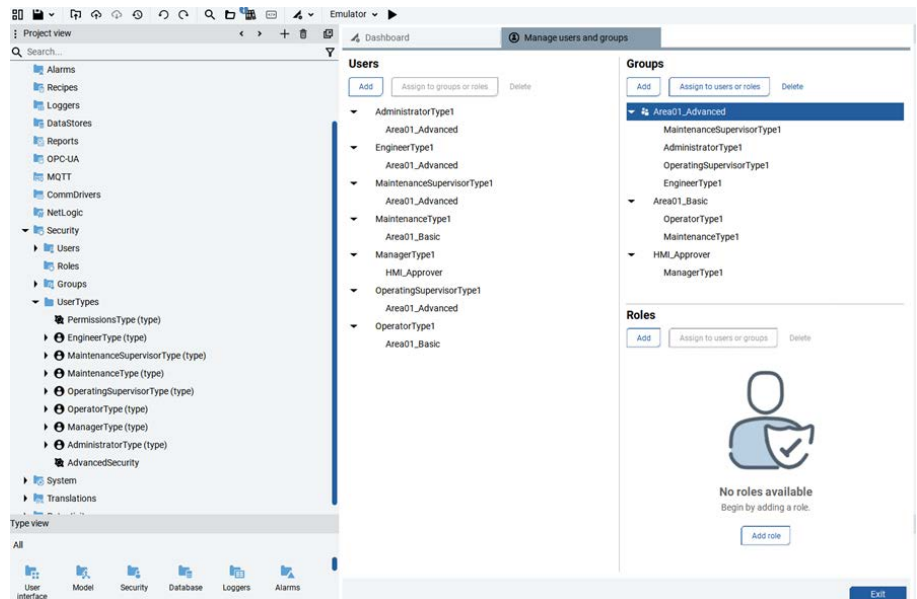 Emulator
Project view
Search...
Alarms
Recipes
Loggers
DataStores
Reports
OPC-UA
MQTT
CommDrivers
NetLogic
Security
Users
Roles
Groups
UserTypes
PermissionsType (type)
EngineerType (type)
MaintenanceSupervisorType (type)
MaintenanceType (type)
OperatingSupervisorType (type)
OperatorType (type)
ManagerType (type)
AdministratorType (type)
AdvancedSecurity
System
Translations
Type view
All
User interface
Model
Security
Database
Loggers
Alarms
Dashboard
Manage users and groups
Users
Add
Assign to groups or roles
Delete
AdministratorType1
Area01_Advanced
EngineerType1
Area01_Advanced
MaintenanceSupervisorType1
Area01_Advanced
MaintenanceType1
Area01_Basic
ManagerType1
HMI_Approver
OperatingSupervisorType1
Area01_Advanced
OperatorType1
Area01_Basic
Groups
Add
Assign to users or roles
Delete
Area01_Advanced
MaintenanceSupervisorType1
AdministratorType1
OperatingSupervisorType1
EngineerType1
Area01_Basic
OperatorType1
MaintenanceType1
HMI_Approver
ManagerType1
Roles
Add
Assign to users or groups
Delete
No roles available
Begin by adding a role.
Add role
Exit